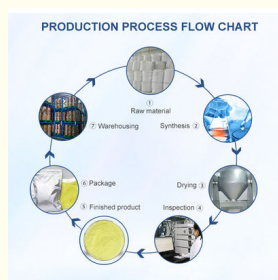 PRODUCTION PROCESS FLOW CHART
①
Raw material
Synthesis ②
Drying ③
Inspection ④
⑤ Finished product
⑥ Package
⑦ Warehousing